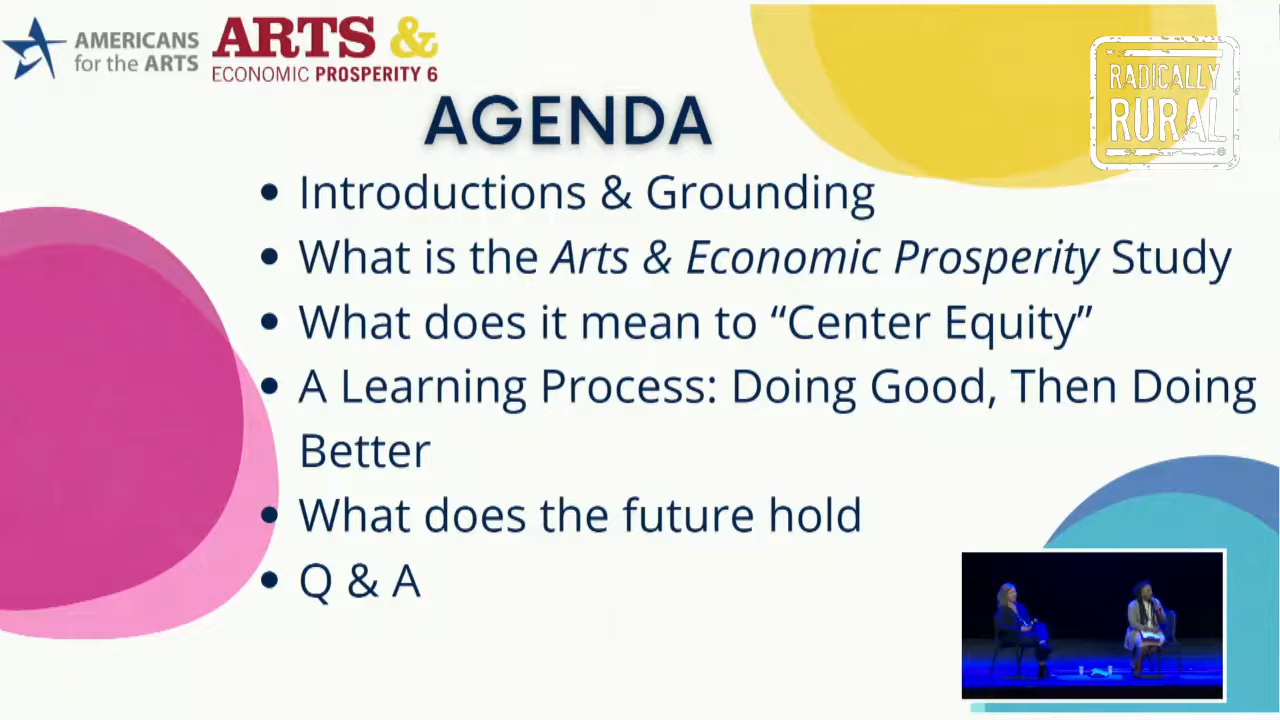 AMERICANS
for the ARTS
ARTS &
ECONOMIC PROSPERITY 6
RADICALLY
RURAL
AGENDA
• Introductions & Grounding
• What is the Arts & Economic Prosperity Study
• What does it mean to “Center Equity”
• A Learning Process: Doing Good, Then Doing
Better
• What does the future hold
• Q & A